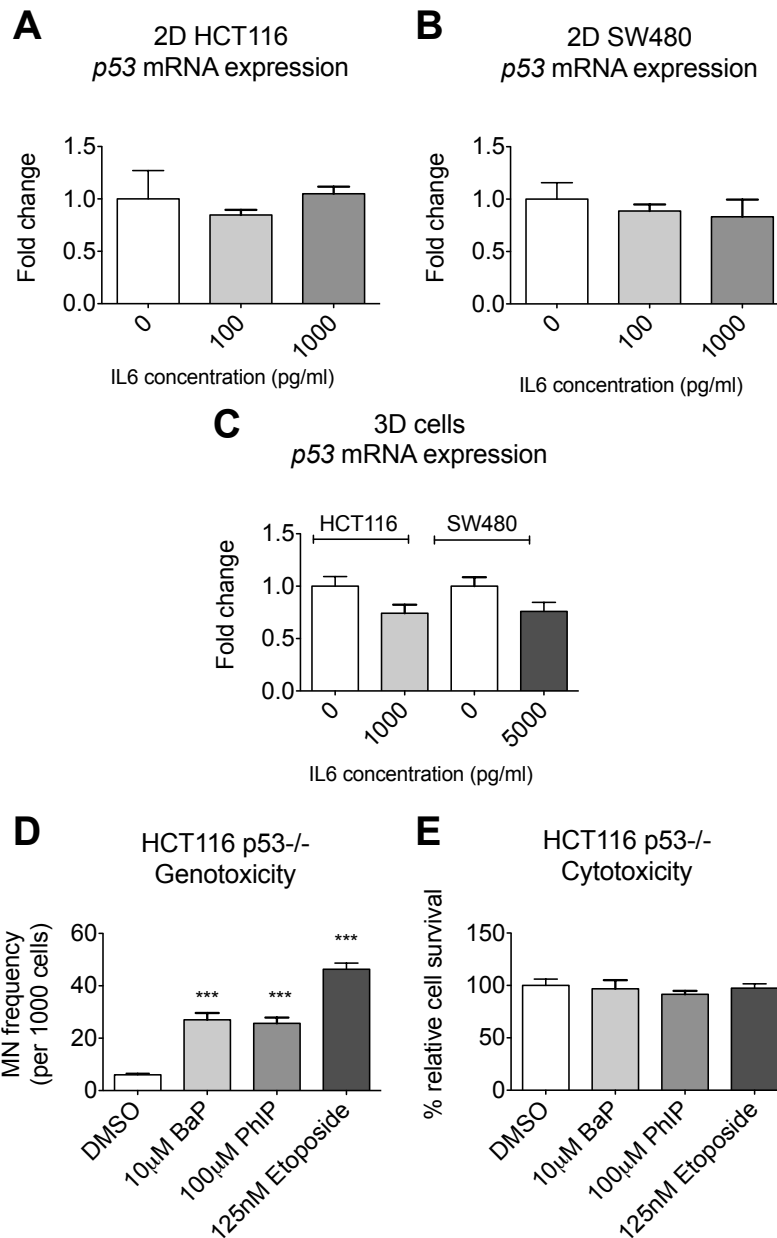 A
2D HCT116
p53 mRNA expression
Fold change
1.5
1.0
0.5
0.0
0
100
1000
IL6 concentration (pg/ml)
B
2D SW480
p53 mRNA expression
Fold change
1.5
1.0
0.5
0.0
0
100
1000
IL6 concentration (pg/ml)
C
3D cells
p53 mRNA expression
Fold change
HCT116
SW480
1.5
1.0
0.5
0.0
0
1000
0
5000
IL6 concentration (pg/ml)
D
HCT116 p53-/-
Genotoxicity
MN frequency
(per 1000 cells)
60
40
20
0
***
***
***
DMSO
10μM BaP
100μM PhIP
125nM Etoposide
E
HCT116 p53-/-
Cytotoxicity
% relative cell survival
150
100
50
0
DMSO
10μM BaP
100μM PhIP
125nM Etoposide